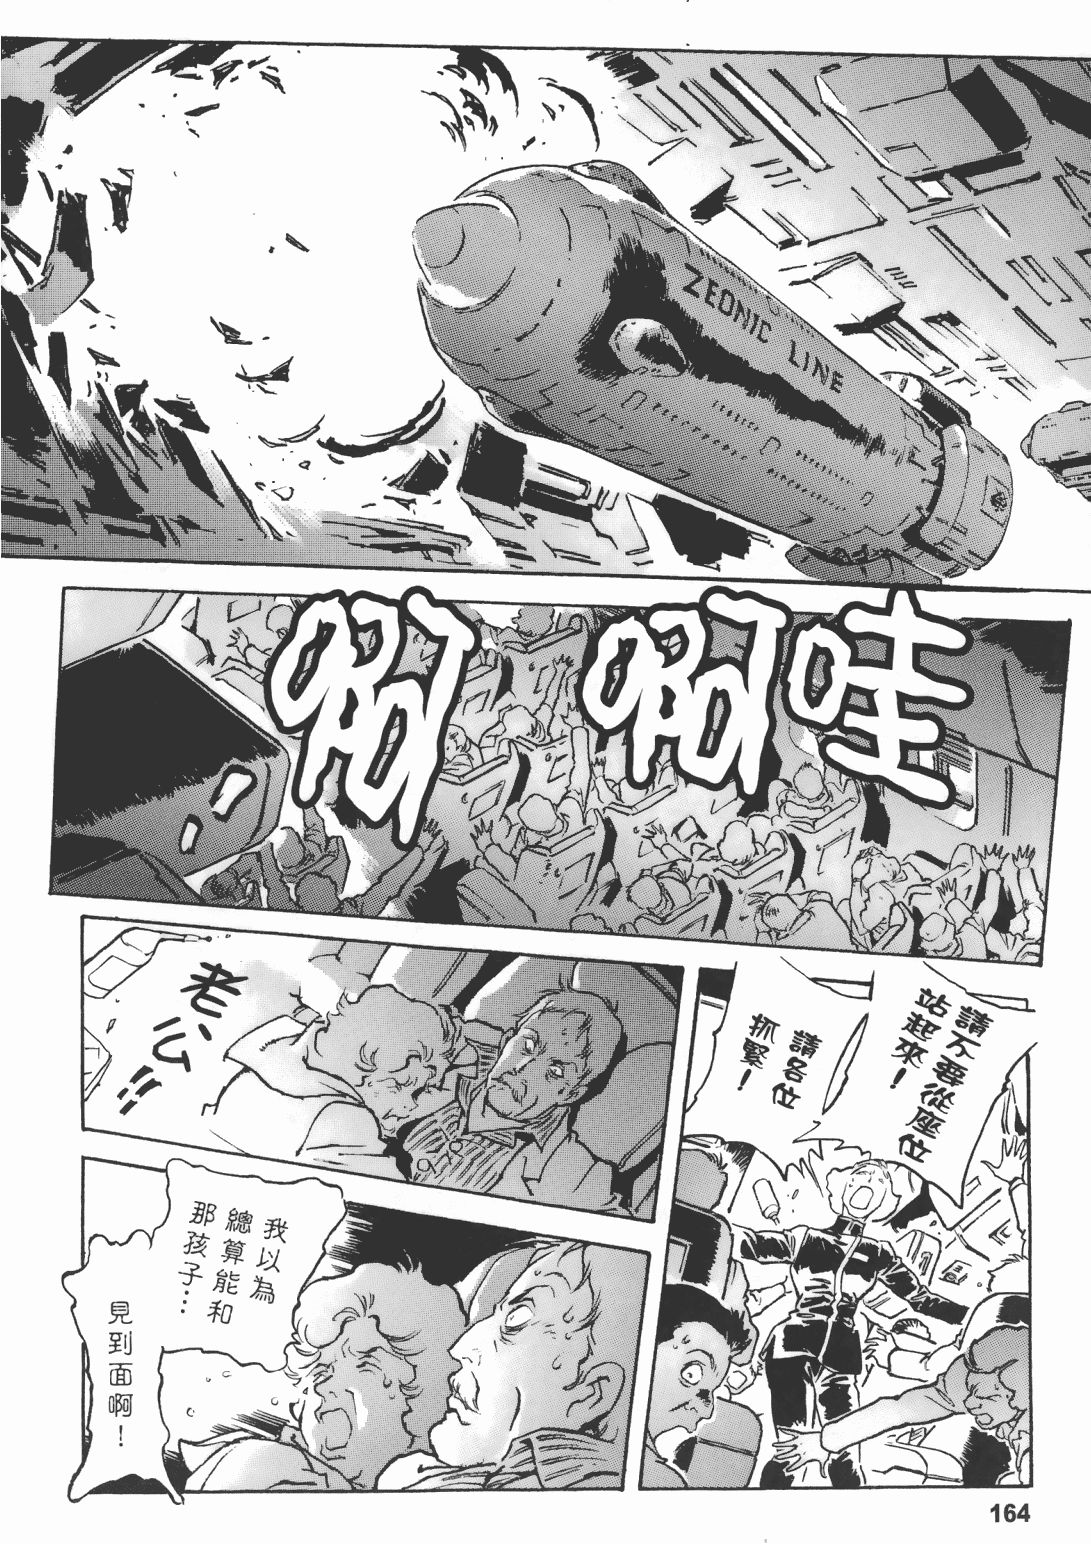 ZEONIC LINE
哇
啊
啊
請不要從座位
站起來！
請各位
抓緊！
老公!!!
我以為
總算能和
那孩子…
見到面啊！
164